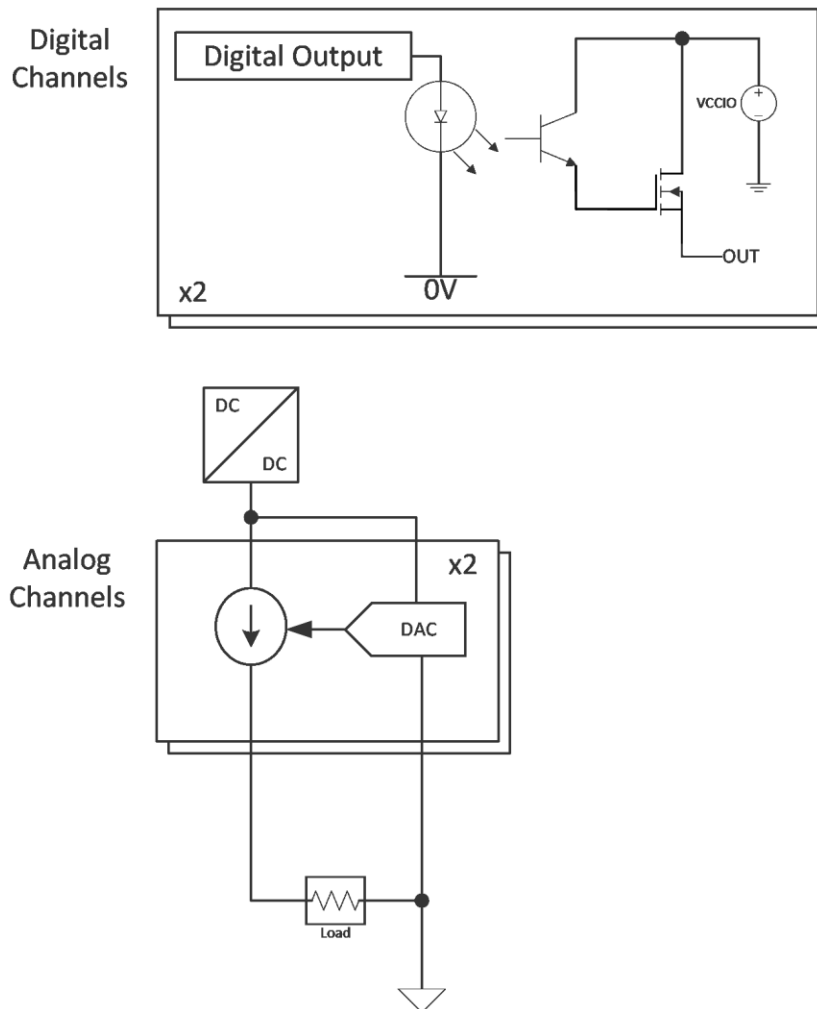 Digital
Channels
Digital Output
VCCIO
+
−
OUT
0V
x2
DC
DC
Analog
Channels
x2
DAC
Load